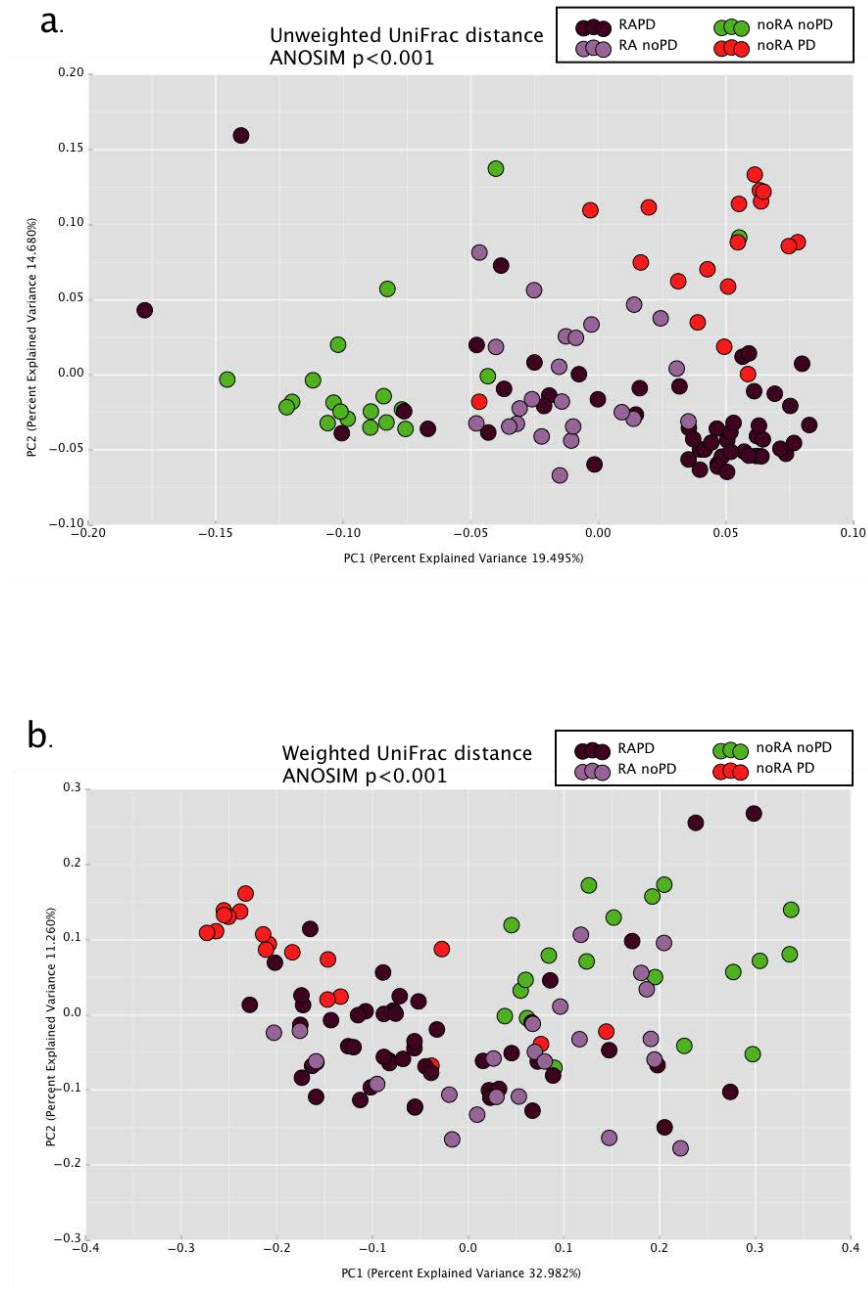 a.
Unweighted UniFrac distance
ANOSIM p<0.001
RAPD
noRA noPD
RA noPD
noRA PD
0.20
0.15
0.10
0.05
0.00
−0.05
−0.10
PC2 (Percent Explained Variance 14.680%)
−0.20 −0.15 −0.10 −0.05 0.00 0.05 0.10
PC1 (Percent Explained Variance 19.495%)
b.
Weighted UniFrac distance
ANOSIM p<0.001
RAPD
noRA noPD
RA noPD
noRA PD
0.3
0.2
0.1
0.0
−0.1
−0.2
−0.3
PC2 (Percent Explained Variance 11.260%)
−0.4 −0.3 −0.2 −0.1 0.0 0.1 0.2 0.3 0.4
PC1 (Percent Explained Variance 32.982%)